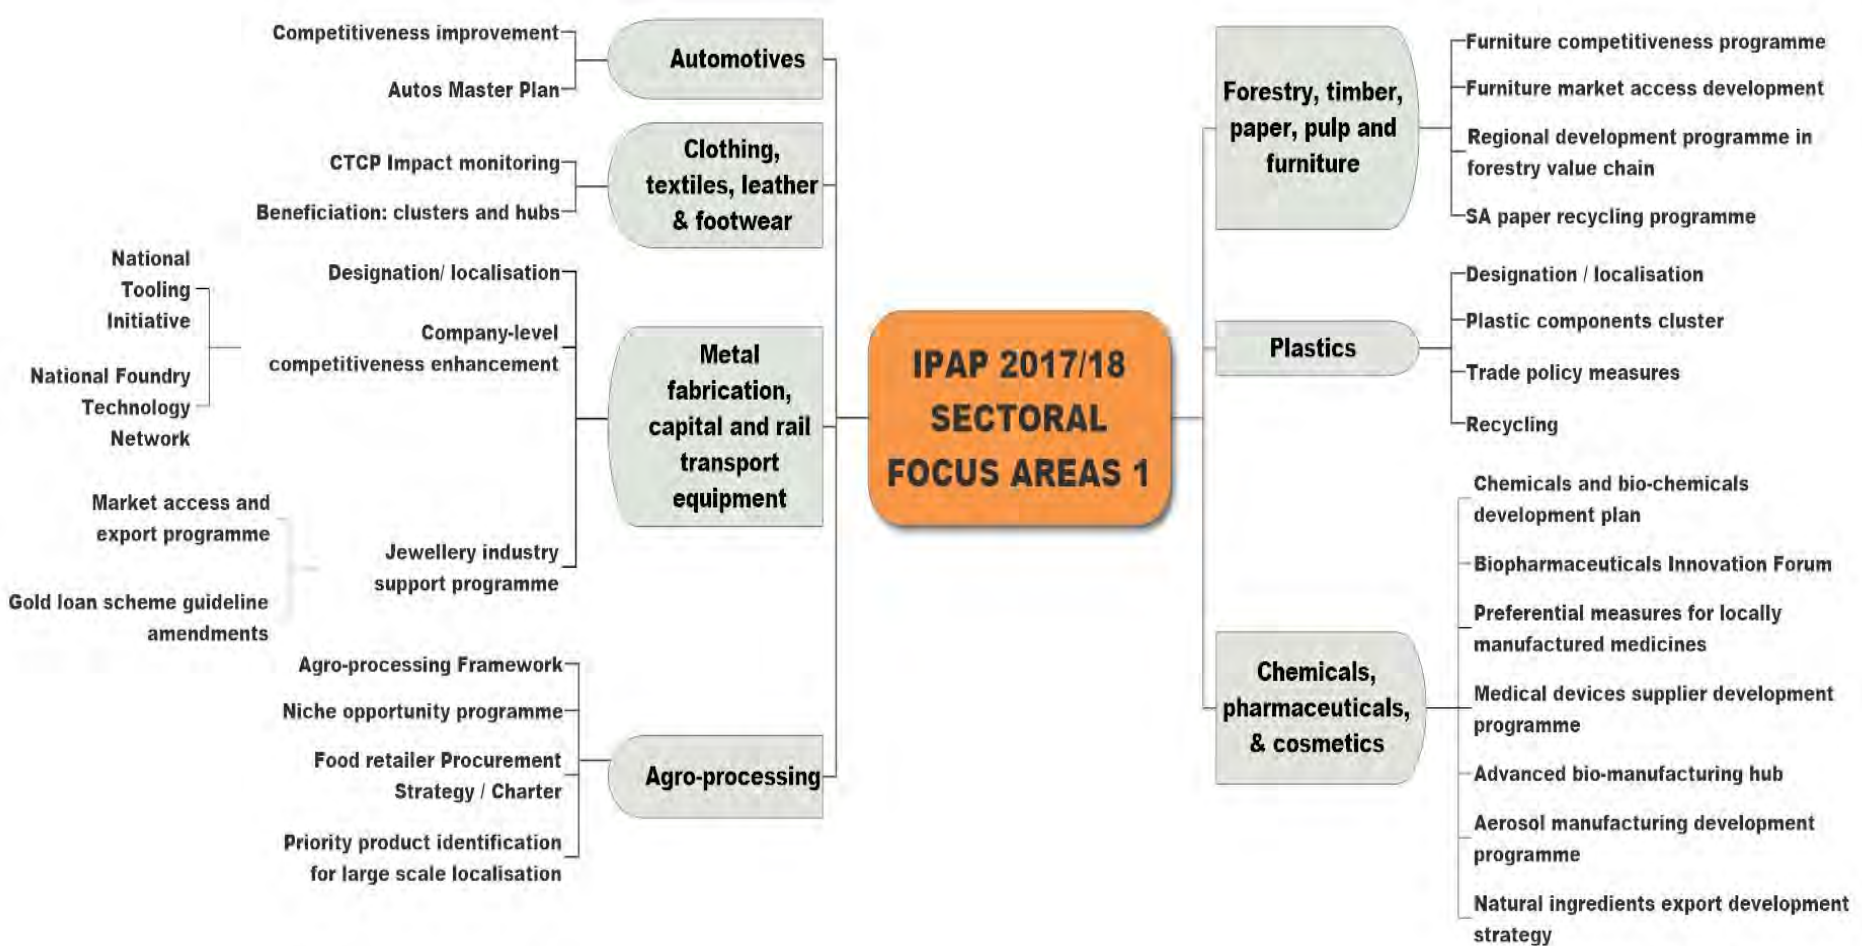 Competitiveness improvement
Autos Master Plan
Automotives
CTCP Impact monitoring
Beneficiation: clusters and hubs
Clothing,
textiles, leather
& footwear
National
Tooling
Initiative
National Foundry
Technology
Network
Designation/ localisation
Company-level
competitiveness enhancement
Market access and
export programme
Gold loan scheme guideline
amendments
Jewellery industry
support programme
Metal
fabrication,
capital and rail
transport
equipment
Agro-processing Framework
Niche opportunity programme
Food retailer Procurement
Strategy / Charter
Priority product identification
for large scale localisation
Agro-processing
IPAP 2017/18
SECTORAL
FOCUS AREAS 1
Forestry, timber,
paper, pulp and
furniture
Furniture competitiveness programme
Furniture market access development
Regional development programme in
forestry value chain
SA paper recycling programme
Plastics
Designation / localisation
Plastic components cluster
Trade policy measures
Recycling
Chemicals,
pharmaceuticals,
& cosmetics
Chemicals and bio-chemicals
development plan
Biopharmaceuticals Innovation Forum
Preferential measures for locally
manufactured medicines
Medical devices supplier development
programme
Advanced bio-manufacturing hub
Aerosol manufacturing development
programme
Natural ingredients export development
strategy